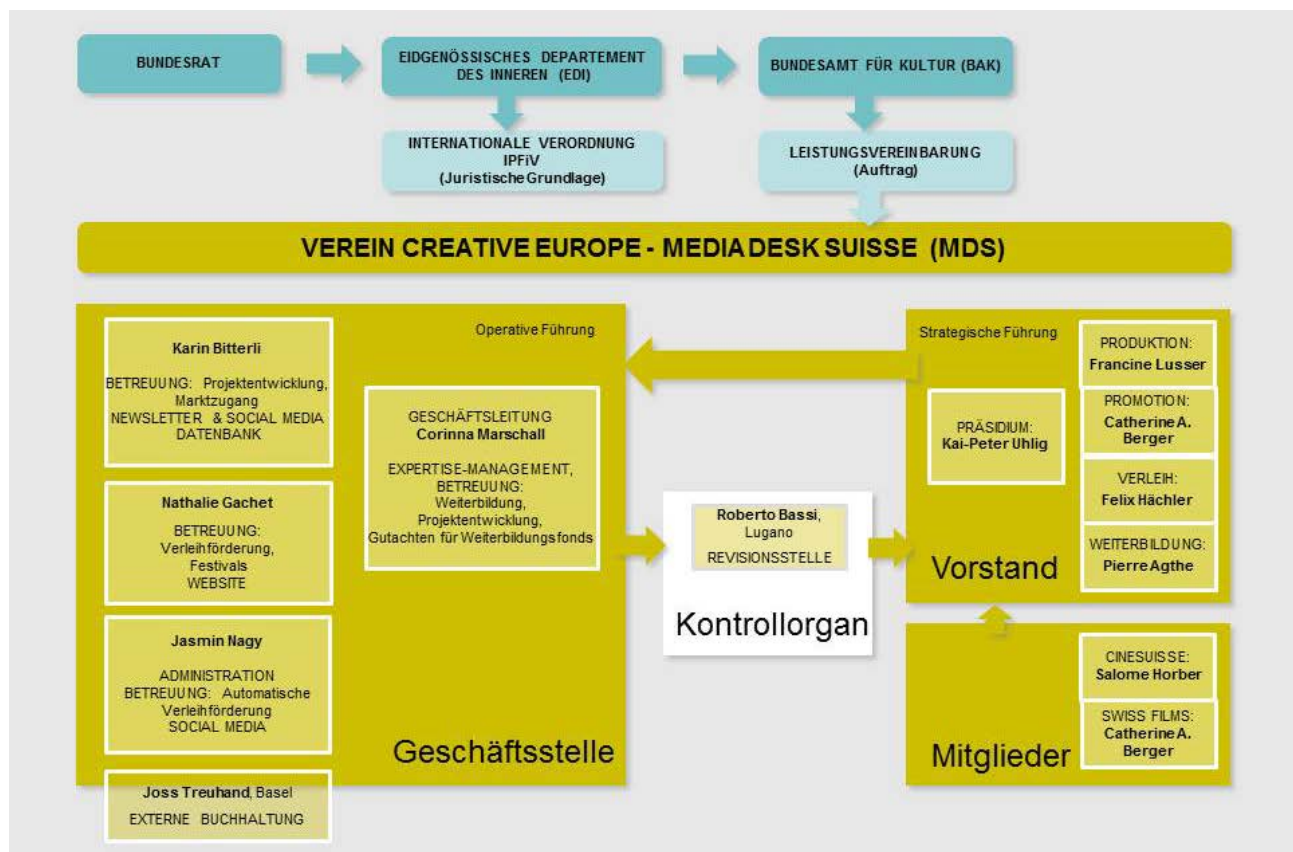 BUNDESRAT
EIDGENÖSSISCHES DEPARTEMENT
DES INNEREN (EDI)
BUNDESAMT FÜR KULTUR (BAK)
INTERNATIONALE VERORDNUNG
IPFiV
(Juristische Grundlage)
LEISTUNGSVEREINBARUNG
(Auftrag)
VEREIN CREATIVE EUROPE - MEDIA DESK SUISSE (MDS)
Operative Führung
Karin Bitterli
BETREUUNG: Projektentwicklung,
Marktzugang
NEWSLETTER & SOCIAL MEDIA
DATENBANK
Nathalie Gachet
BETREUUNG:
Verleihförderung,
Festivals
WEBSITE
Jasmin Nagy
ADMINISTRATION
BETREUUNG: Automatische
Verleihförderung
SOCIAL MEDIA
Joss Treuhand, Basel
EXTERNE BUCHHALTUNG
GESCHÄFTSLEITUNG
Corinna Marschall
EXPERTISE-MANAGEMENT,
BETREUUNG:
Weiterbildung,
Projektentwicklung,
Gutachten für Weiterbildungsfonds
Geschäftsstelle
Roberto Bassi,
Lugano
REVISIONSSTELLE
Kontrollorgan
Strategische Führung
PRÄSIDIUM:
Kai-Peter Uhlig
PRODUKTION:
Francine Lusser
PROMOTION:
Catherine A.
Berger
VERLEIH:
Felix Hächler
WEITERBILDUNG:
Pierre Agthe
Vorstand
CINESUISSE:
Salome Horber
SWISS FILMS:
Catherine A.
Berger
Mitglieder